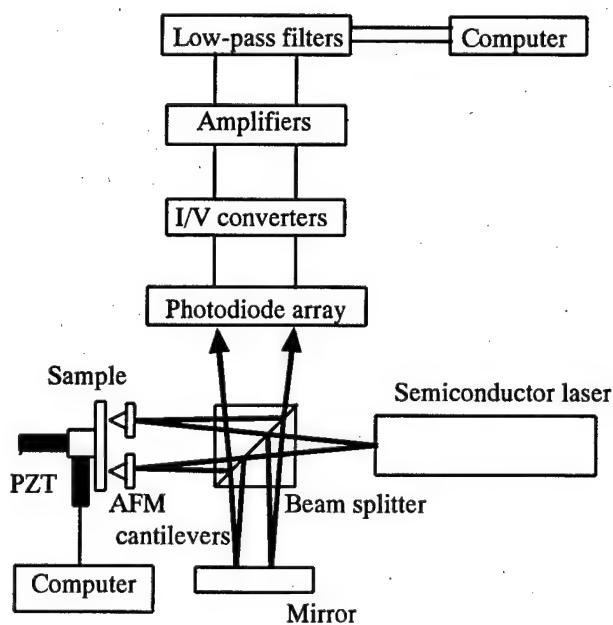 Low-pass filters
Computer
Amplifiers
I/V converters
Photodiode array
Sample
Semiconductor laser
PZT
AFM
cantilevers
Beam splitter
Computer
Mirror